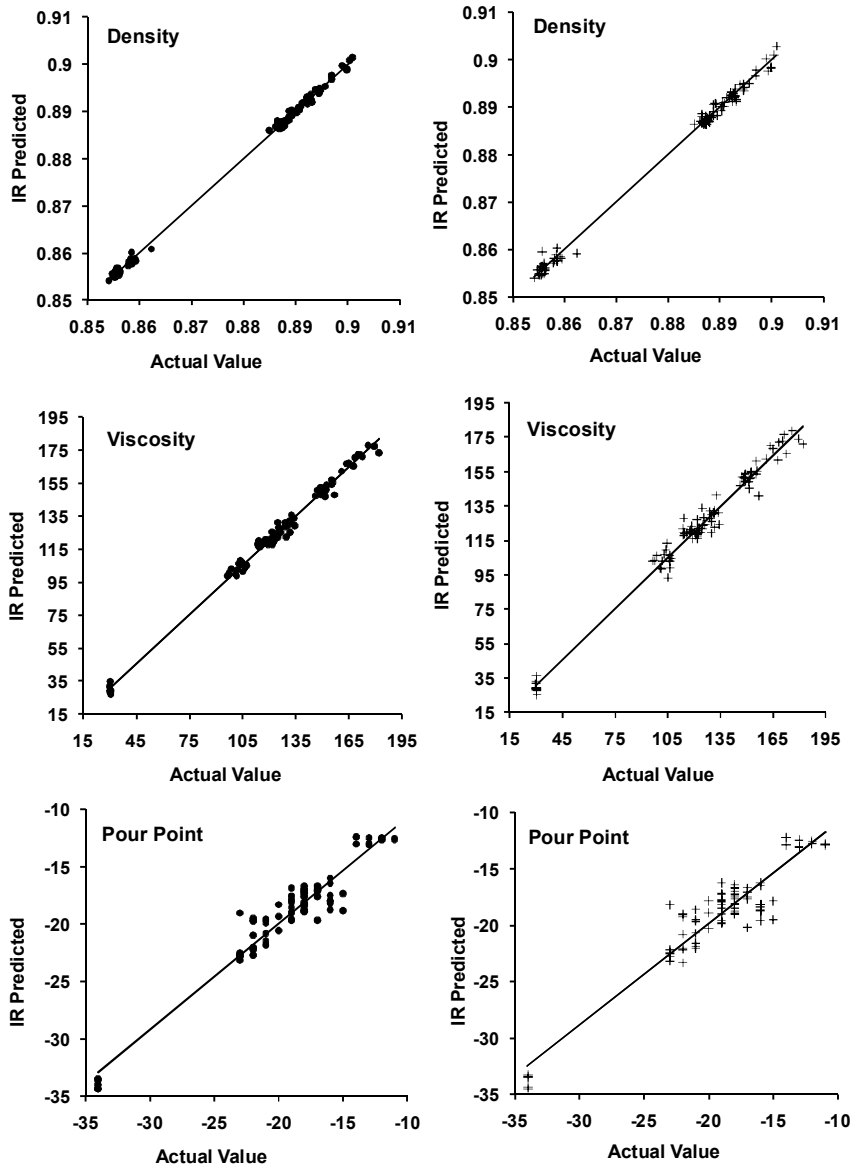 Density
IR Predicted
0.91
0.9
0.89
0.88
0.87
0.86
0.85
0.85 0.86 0.87 0.88 0.89 0.9 0.91
Actual Value
Density
IR Predicted
0.91
0.9
0.89
0.88
0.87
0.86
0.85
0.85 0.86 0.87 0.88 0.89 0.9 0.91
Actual Value
Viscosity
IR Predicted
195
175
155
135
115
95
75
55
35
15
15 45 75 105 135 165 195
Actual Value
Viscosity
IR Predicted
195
175
155
135
115
95
75
55
35
15
15 45 75 105 135 165 195
Actual Value
Pour Point
IR Predicted
-10
-15
-20
-25
-30
-35
-35 -30 -25 -20 -15 -10
Actual Value
Pour Point
IR Predicted
-10
-15
-20
-25
-30
-35
-35 -30 -25 -20 -15 -10
Actual Value